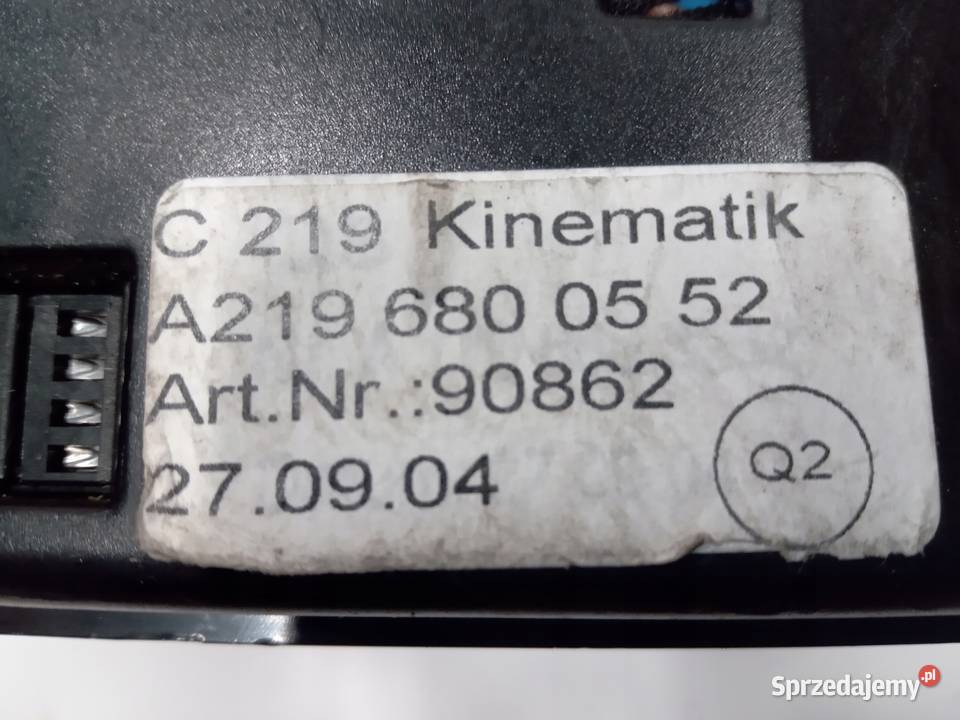 C 219 Kinematik
A219 680 05 52
Art.Nr.:90862
27.09.04
Q2
Sprzedajemy.pl